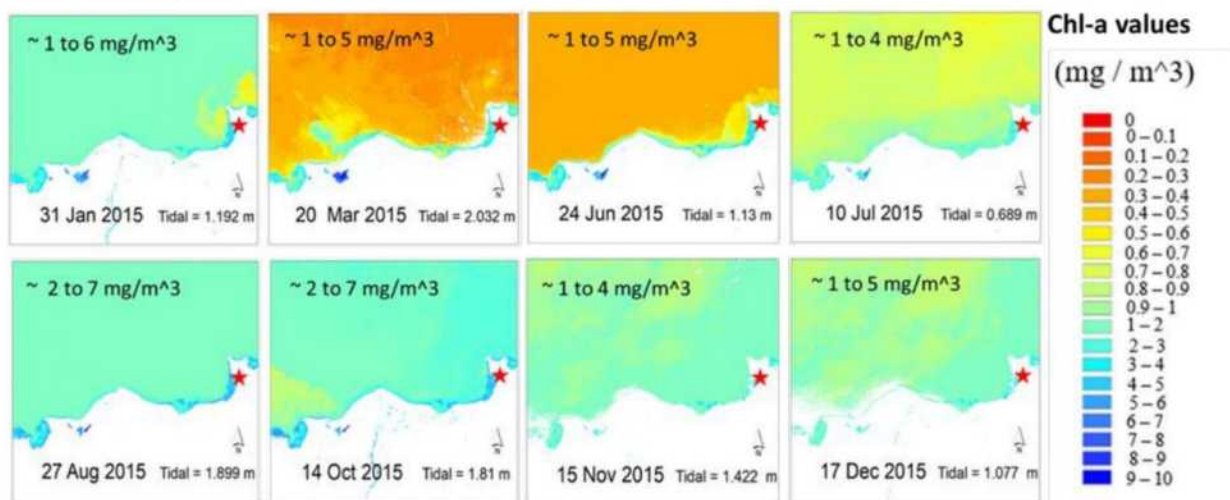 ~ 1 to 6 mg/m^3
~ 1 to 5 mg/m^3
~ 1 to 5 mg/m^3
~ 1 to 4 mg/m^3
31 Jan 2015 Tidal = 1.192 m
20 Mar 2015 Tidal = 2.032 m
24 Jun 2015 Tidal = 1.13 m
10 Jul 2015 Tidal = 0.689 m
~ 2 to 7 mg/m^3
~ 2 to 7 mg/m^3
~ 1 to 4 mg/m^3
~ 1 to 5 mg/m^3
27 Aug 2015 Tidal = 1.899 m
14 Oct 2015 Tidal = 1.81 m
15 Nov 2015 Tidal = 1.422 m
17 Dec 2015 Tidal = 1.077 m
Chl-a values
(mg / m^3)
0
0 – 0.1
0.1 – 0.2
0.2 – 0.3
0.3 – 0.4
0.4 – 0.5
0.5 – 0.6
0.6 – 0.7
0.7 – 0.8
0.8 – 0.9
0.9 – 1
1 – 2
2 – 3
3 – 4
4 – 5
5 – 6
6 – 7
7 – 8
8 – 9
9 – 10